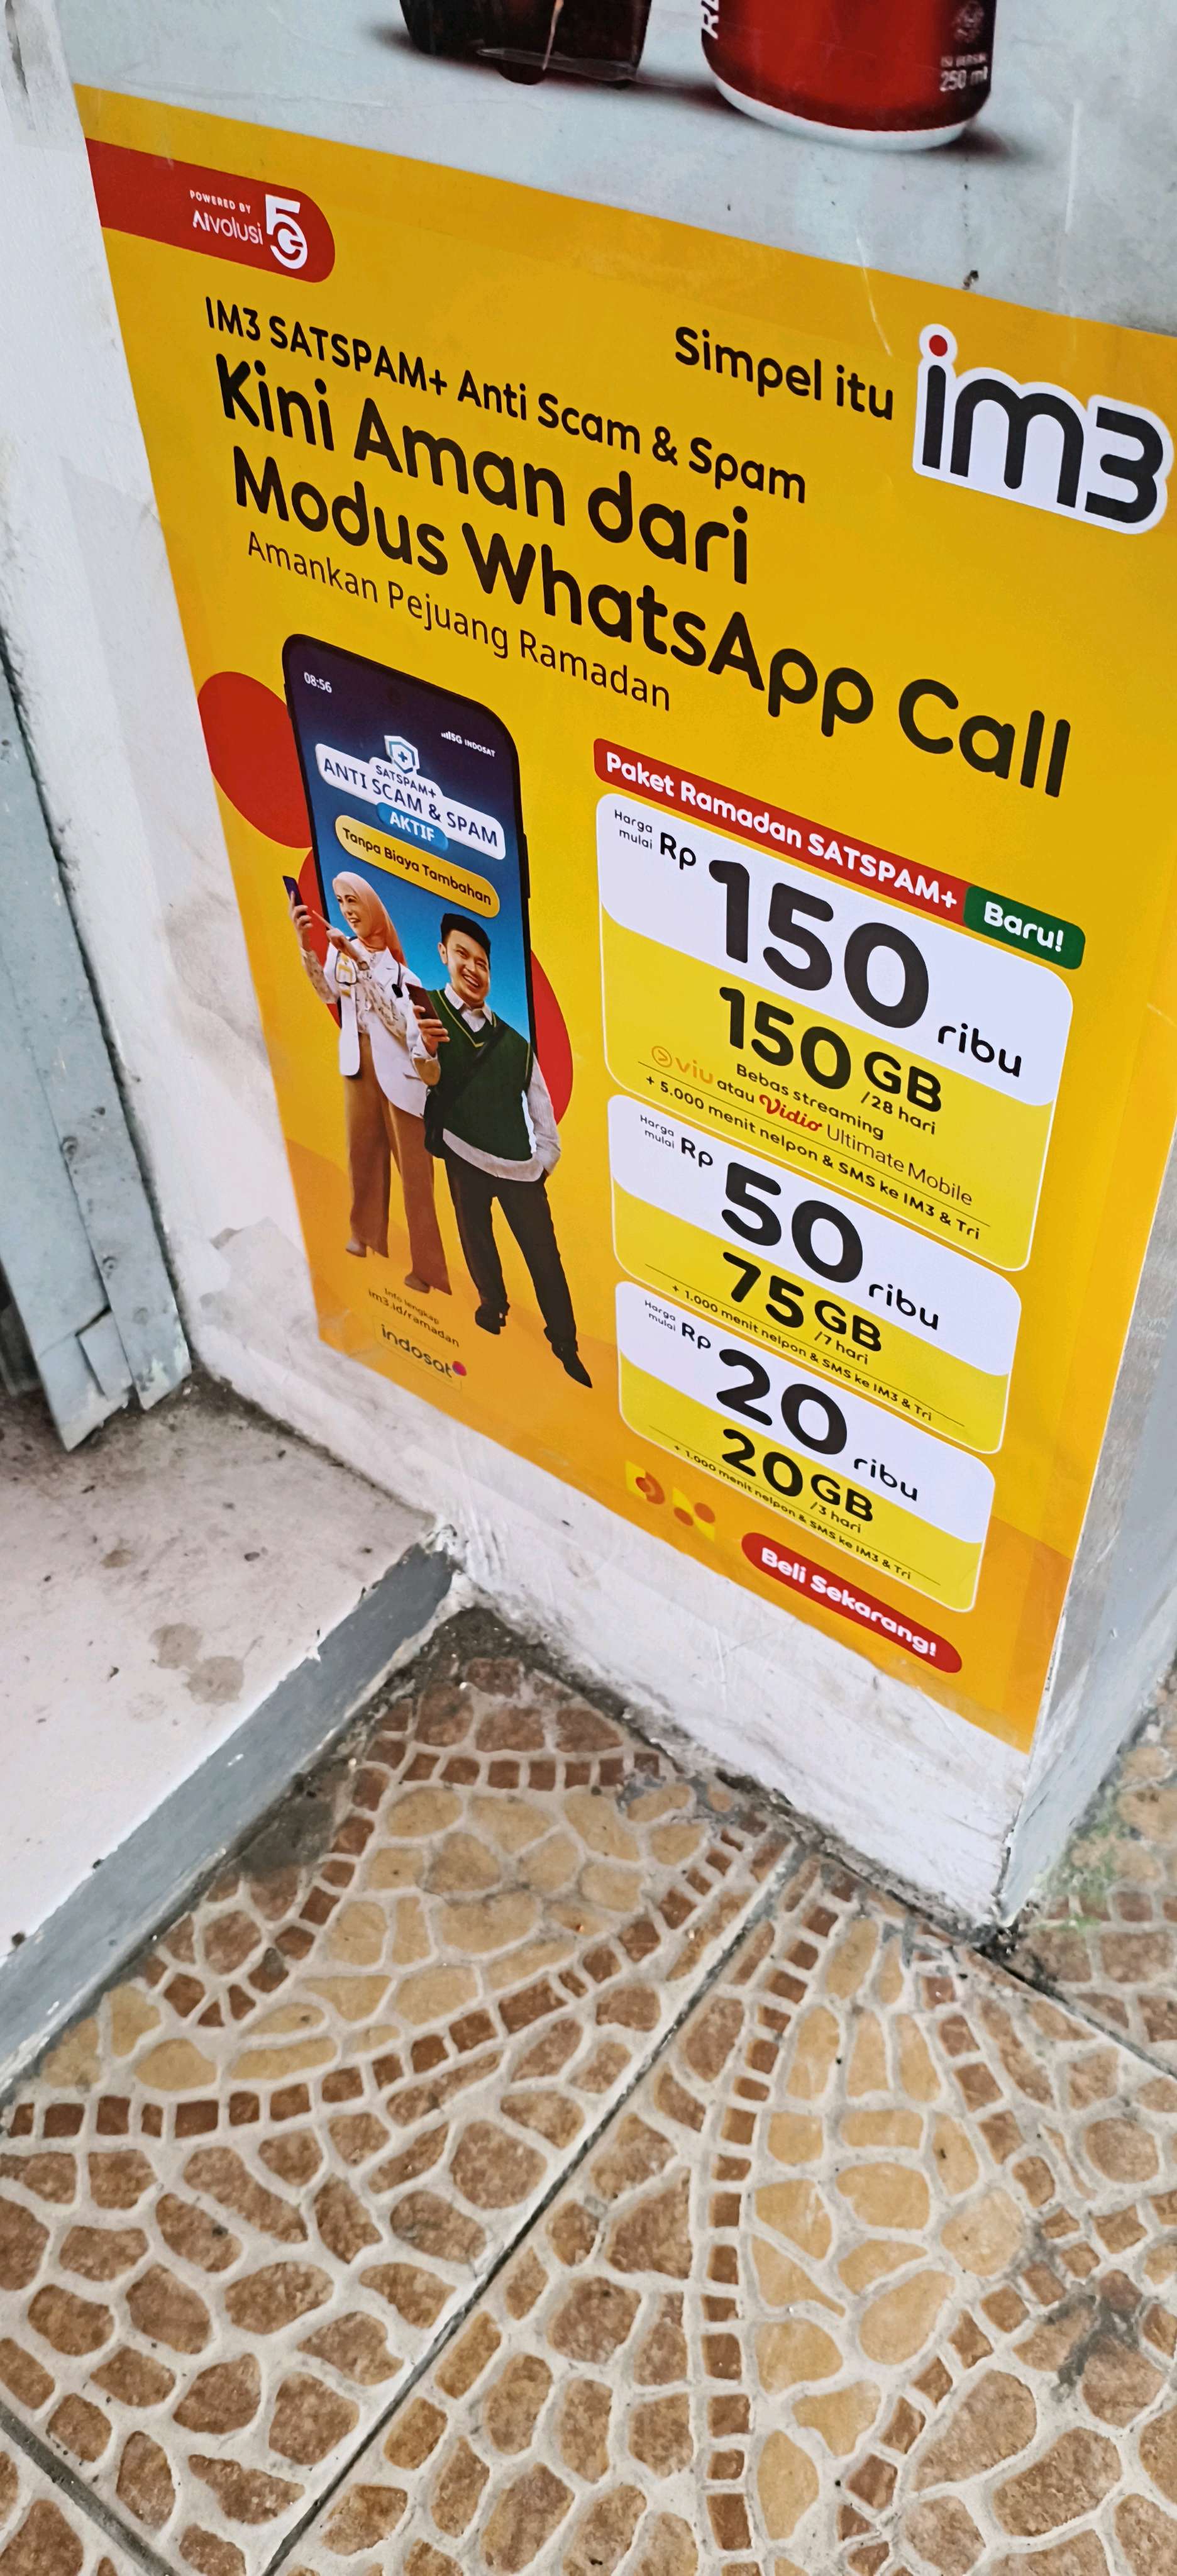 ISI BERSIH
250 ml
POWERED BY
AIvolusi 5G
Simpel itu im3
IM3 SATSPAM+ Anti Scam & Spam
Kini Aman dari
Modus WhatsApp Call
Amankan Pejuang Ramadan
08:56
5G INDOSAT
SATSPAM+
ANTI SCAM & SPAM
AKTIF
Tanpa Biaya Tambahan
Paket Ramadan SATSPAM+ Baru!
Harga mulai Rp 150 ribu
150 GB /28 hari
Bebas streaming
viu atau Vidio Ultimate Mobile
+ 5.000 menit nelpon & SMS ke IM3 & Tri
Harga mulai Rp 50 ribu
75 GB /7 hari
+ 1.000 menit nelpon & SMS ke IM3 & Tri
Harga mulai Rp 20 ribu
20 GB /3 hari
+ 1.000 menit nelpon & SMS ke IM3 & Tri
Info lengkap
im3.id/ramadan
indosat
Beli Sekarang!